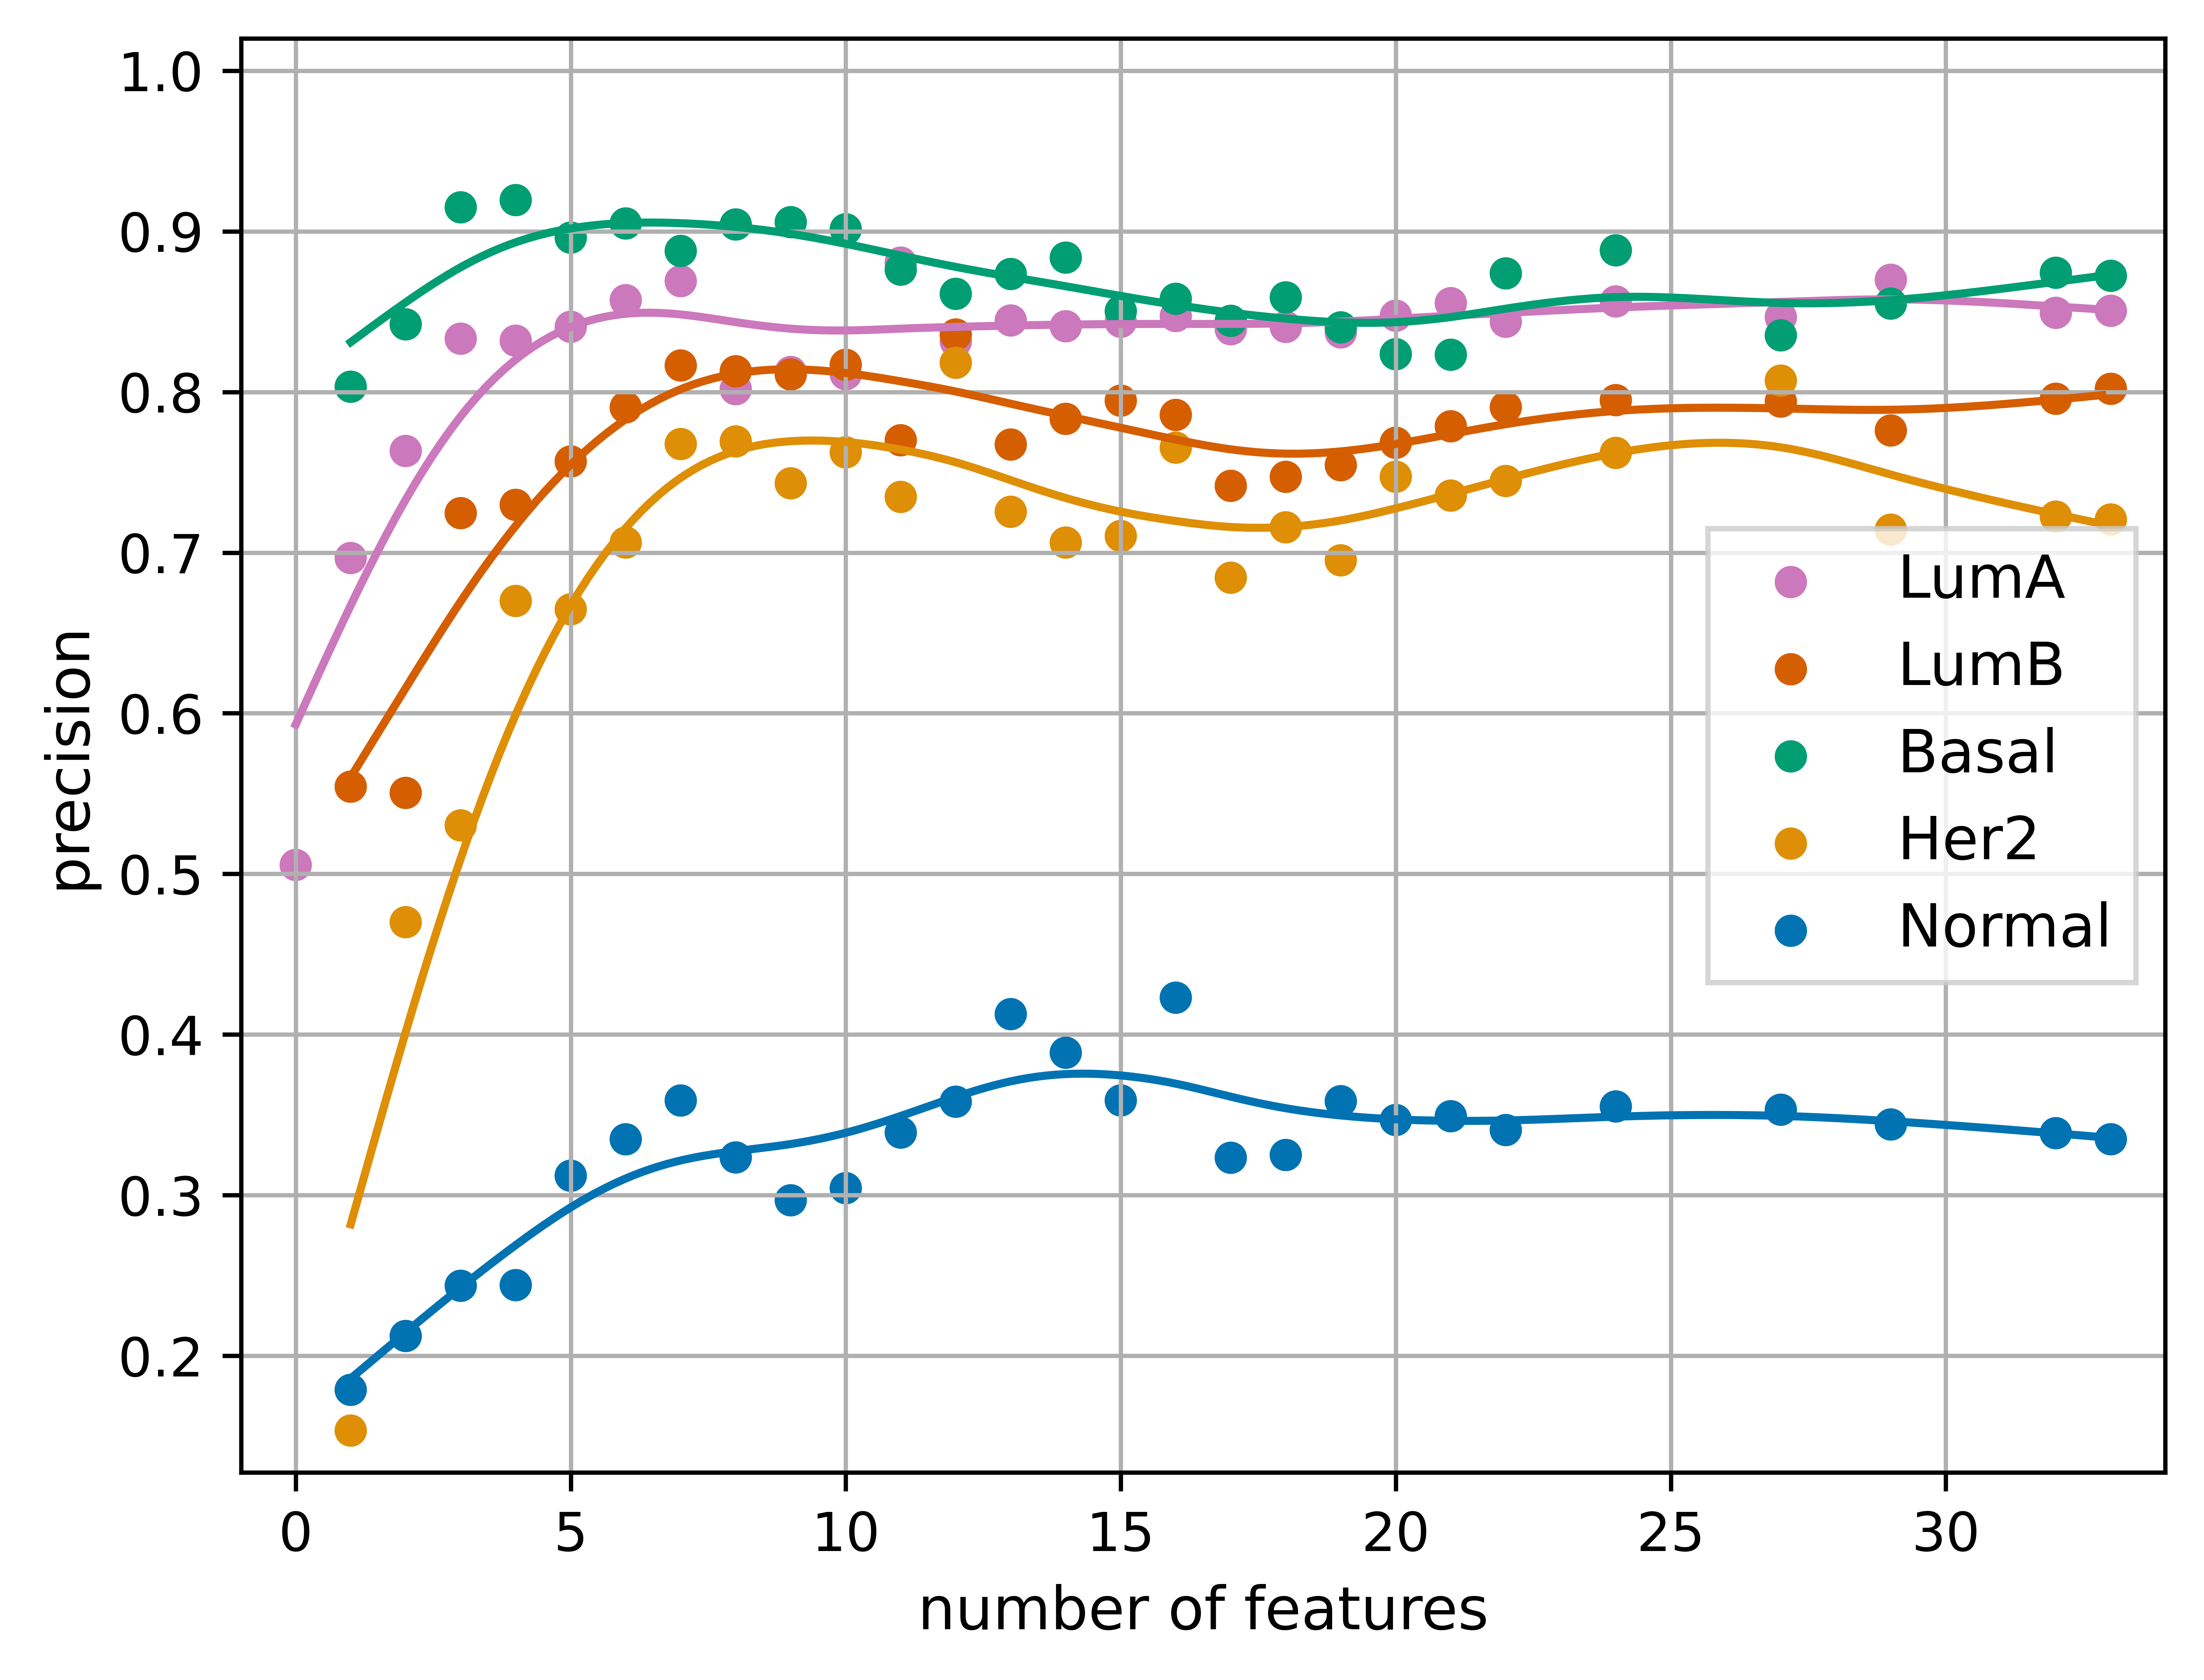 1.0
0.9
0.8
0.7
0.6
0.5
0.4
0.3
0.2
precision
LumA
LumB
Basal
Her2
Normal
0 5 10 15 20 25 30
number of features